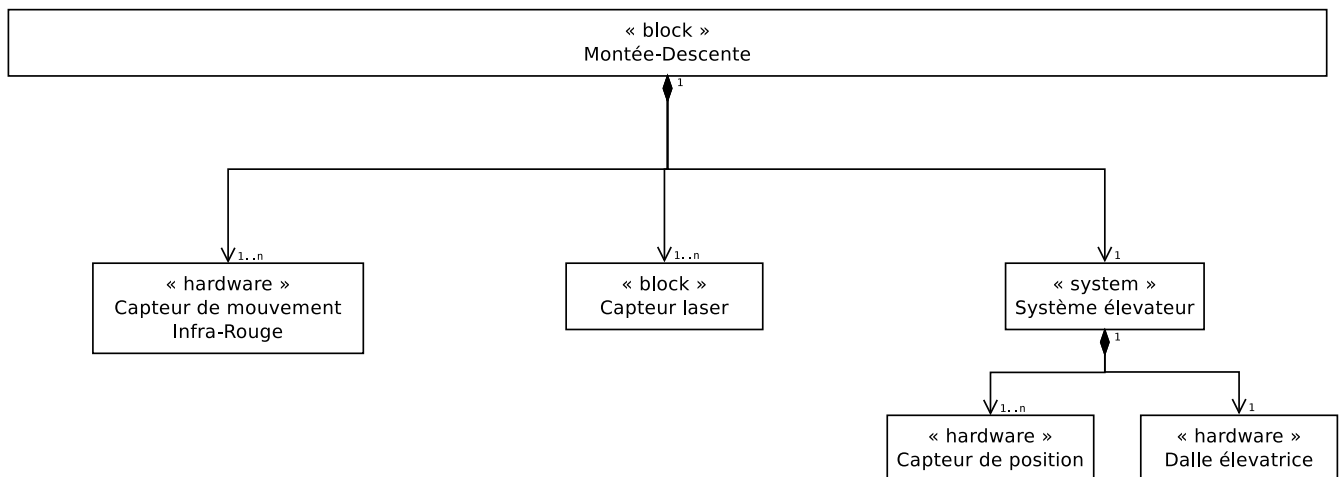 « block »
Montée-Descente
1
1..n
1..n
1
« hardware »
Capteur de mouvement
Infra-Rouge
« block »
Capteur laser
« system »
Système élevateur
1
1..n
1
« hardware »
Capteur de position
« hardware »
Dalle élevatrice